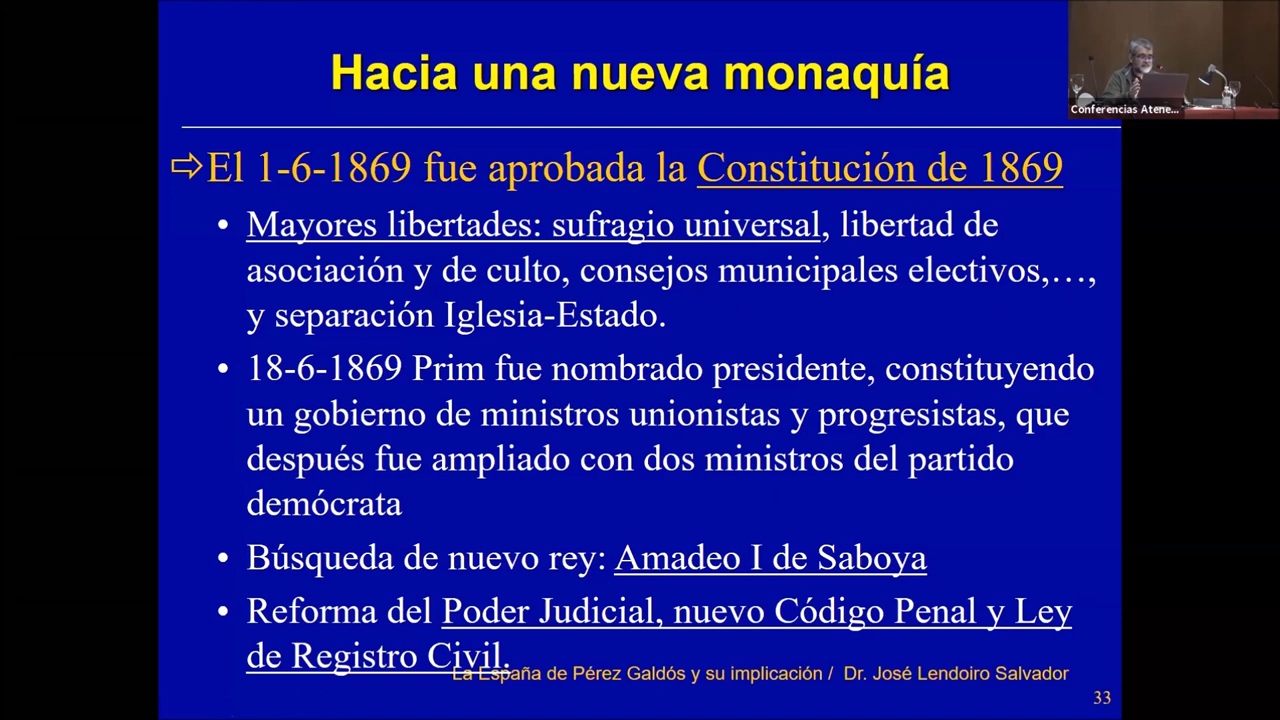 Hacia una nueva monaquía
Conferencias Atene...
⇨El 1-6-1869 fue aprobada la Constitución de 1869
• Mayores libertades: sufragio universal, libertad de
asociación y de culto, consejos municipales electivos,…,
y separación Iglesia-Estado.
• 18-6-1869 Prim fue nombrado presidente, constituyendo
un gobierno de ministros unionistas y progresistas, que
después fue ampliado con dos ministros del partido
demócrata
• Búsqueda de nuevo rey: Amadeo I de Saboya
• Reforma del Poder Judicial, nuevo Código Penal y Ley
de Registro Civil.
La España de Pérez Galdós y su implicación / Dr. José Lendoiro Salvador
33